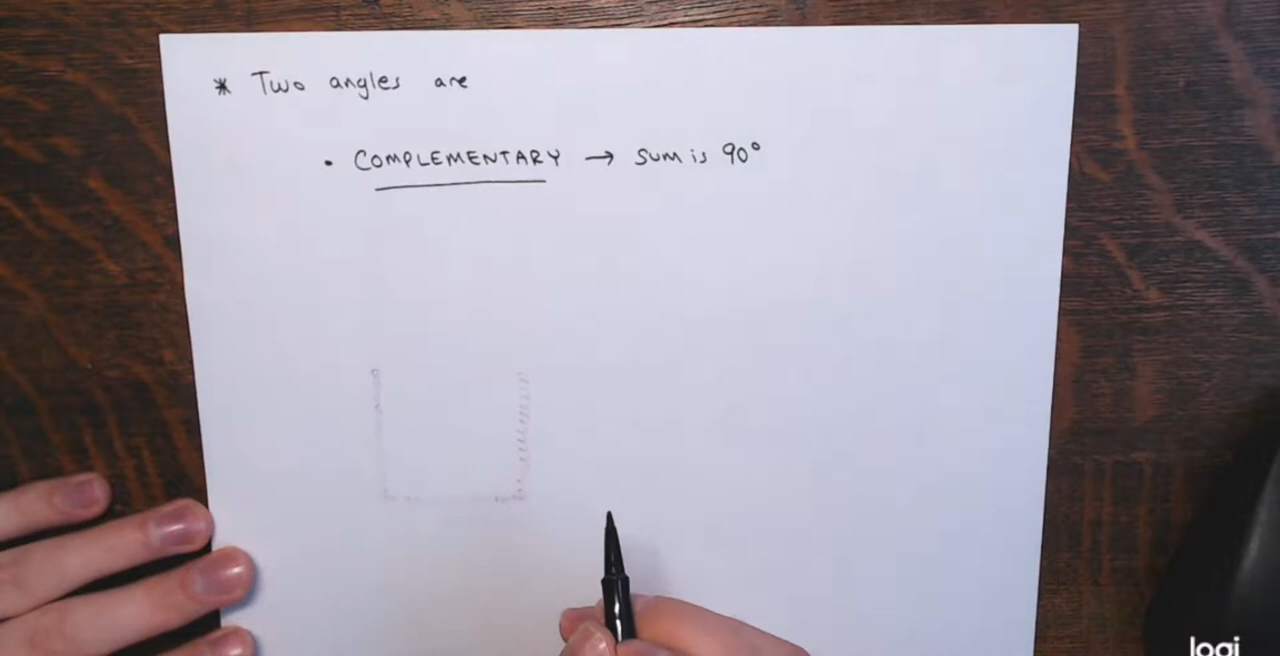 * Two angles are
• COMPLEMENTARY → sum is 90°
logi